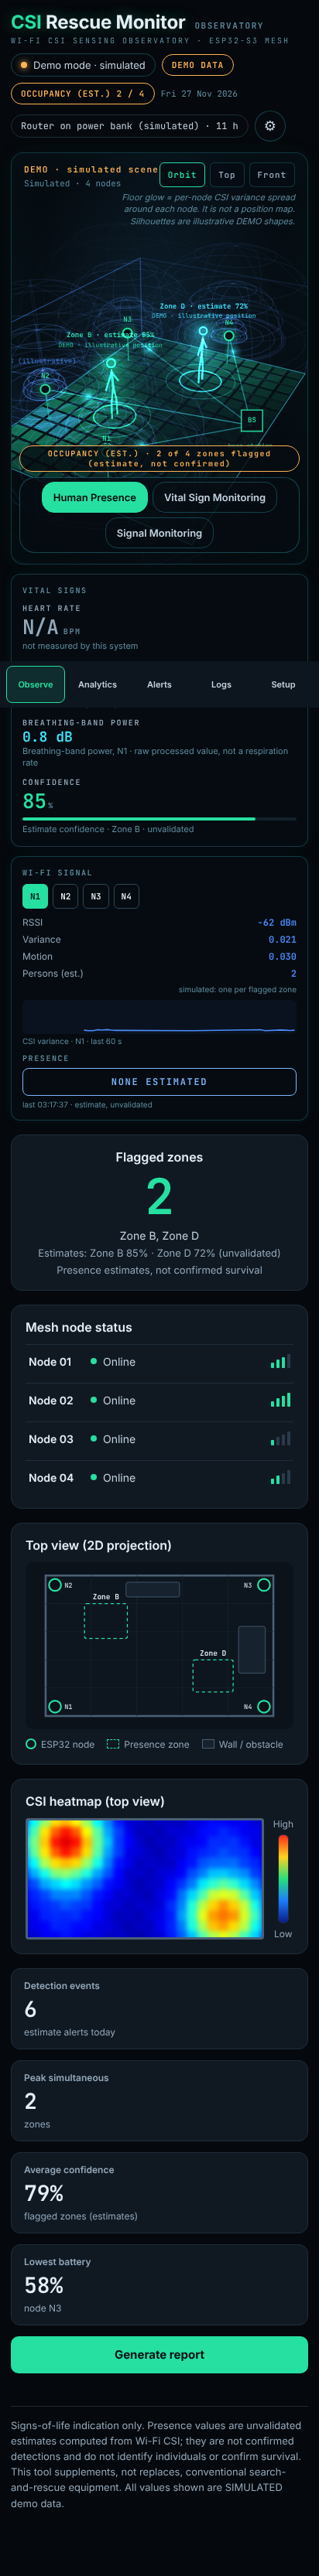 CSI Rescue Monitor OBSERVATORY
WI-FI CSI SENSING OBSERVATORY · ESP32-S3 MESH
Demo mode · simulated
DEMO DATA
OCCUPANCY (EST.) 2 / 4
Fri 27 Nov 2026
Router on power bank (simulated) · 11 h
DEMO · simulated scene
Simulated · 4 nodes
Orbit
Top
Front
Floor glow = per-node CSI variance spread
around each node. It is not a position map.
Silhouettes are illustrative DEMO shapes.
Zone D · estimate 72%
DEMO · illustrative position
N3
N4
Zone B · estimate 85%
DEMO · illustrative position
(illustrative)
N2
BS
N1
OCCUPANCY (EST.) · 2 of 4 zones flagged
(estimate, not confirmed)
Human Presence
Vital Sign Monitoring
Signal Monitoring
VITAL SIGNS
HEART RATE
N/A BPM
not measured by this system
Observe
Analytics
Alerts
Logs
Setup
BREATHING-BAND POWER
0.8 dB
Breathing-band power, N1 · raw processed value, not a respiration
rate
CONFIDENCE
85%
Estimate confidence · Zone B · unvalidated
WI-FI SIGNAL
N1
N2
N3
N4
RSSI -62 dBm
Variance 0.021
Motion 0.030
Persons (est.) 2
simulated: one per flagged zone
CSI variance · N1 · last 60 s
PRESENCE
NONE ESTIMATED
last 03:17:37 · estimate, unvalidated
Flagged zones
2
Zone B, Zone D
Estimates: Zone B 85% · Zone D 72% (unvalidated)
Presence estimates, not confirmed survival
Mesh node status
Node 01 Online
Node 02 Online
Node 03 Online
Node 04 Online
Top view (2D projection)
N2
N3
Zone B
Zone D
N1
N4
ESP32 node
Presence zone
Wall / obstacle
CSI heatmap (top view)
High
Low
Detection events
6
estimate alerts today
Peak simultaneous
2
zones
Average confidence
79%
flagged zones (estimates)
Lowest battery
58%
node N3
Generate report
Signs-of-life indication only. Presence values are unvalidated
estimates computed from Wi-Fi CSI; they are not confirmed
detections and do not identify individuals or confirm survival.
This tool supplements, not replaces, conventional search-
and-rescue equipment. All values shown are SIMULATED
demo data.